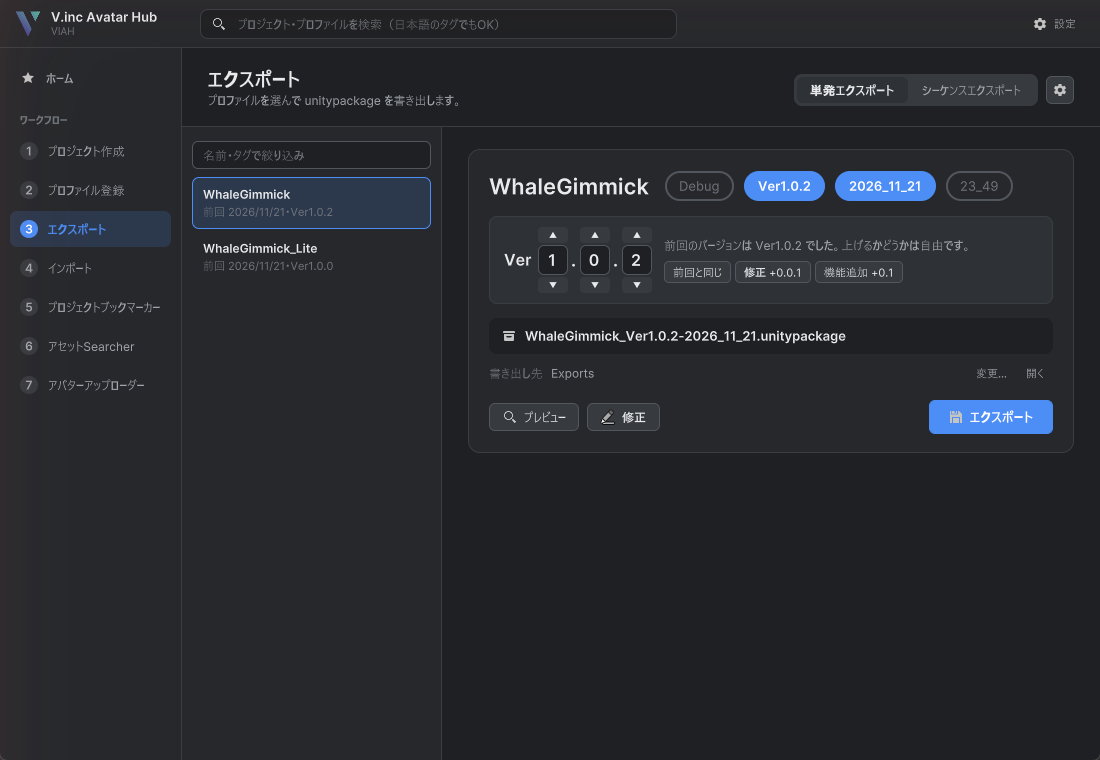 V.inc Avatar Hub
VIAH
プロジェクト・プロファイルを検索（日本語のタグでもOK）
設定
ホーム
ワークフロー
1 プロジェクト作成
2 プロファイル登録
3 エクスポート
4 インポート
5 プロジェクトブックマーカー
6 アセットSearcher
7 アバターアップローダー
エクスポート
プロファイルを選んで unitypackage を書き出します。
単発エクスポート
シーケンスエクスポート
名前・タグで絞り込み
WhaleGimmick
前回 2026/11/21・Ver1.0.2
WhaleGimmick_Lite
前回 2026/11/21・Ver1.0.0
WhaleGimmick Debug Ver1.0.2 2026_11_21 23_49
▲ ▲ ▲
Ver 1 . 0 . 2
▼ ▼ ▼
前回のバージョンは Ver1.0.2 でした。上げるかどうかは自由です。
前回と同じ 修正 +0.0.1 機能追加 +0.1
WhaleGimmick_Ver1.0.2-2026_11_21.unitypackage
書き出し先 Exports 変更... 開く
プレビュー 修正 エクスポート